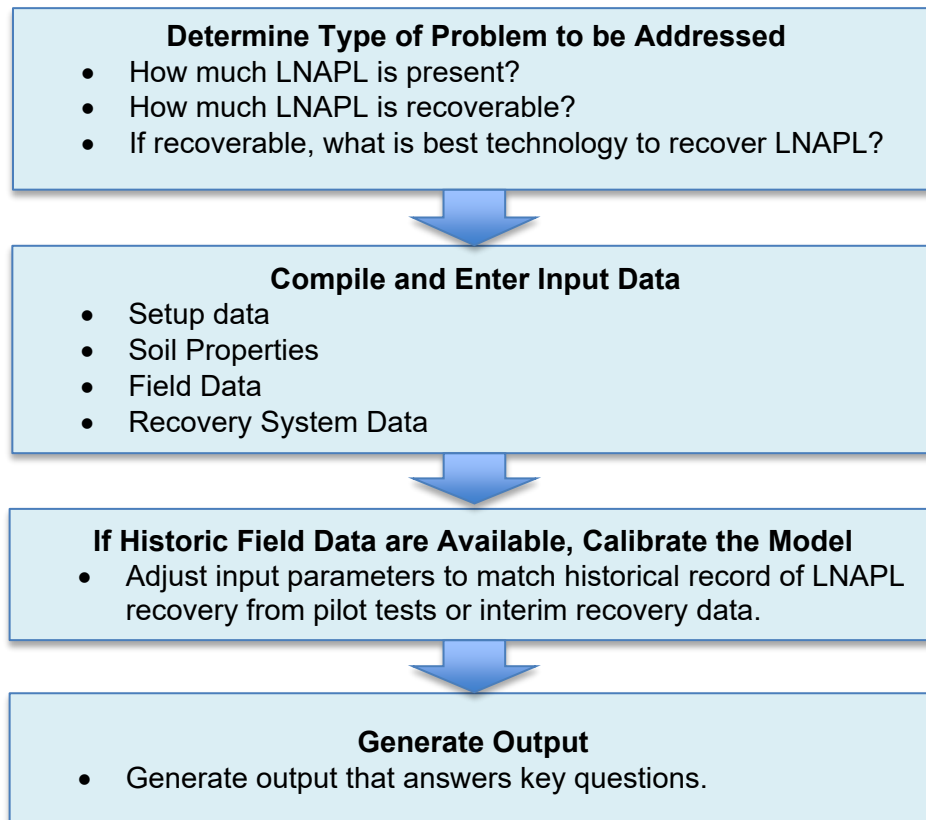 Determine Type of Problem to be Addressed
• How much LNAPL is present?
• How much LNAPL is recoverable?
• If recoverable, what is best technology to recover LNAPL?
Compile and Enter Input Data
• Setup data
• Soil Properties
• Field Data
• Recovery System Data
If Historic Field Data are Available, Calibrate the Model
• Adjust input parameters to match historical record of LNAPL
recovery from pilot tests or interim recovery data.
Generate Output
• Generate output that answers key questions.